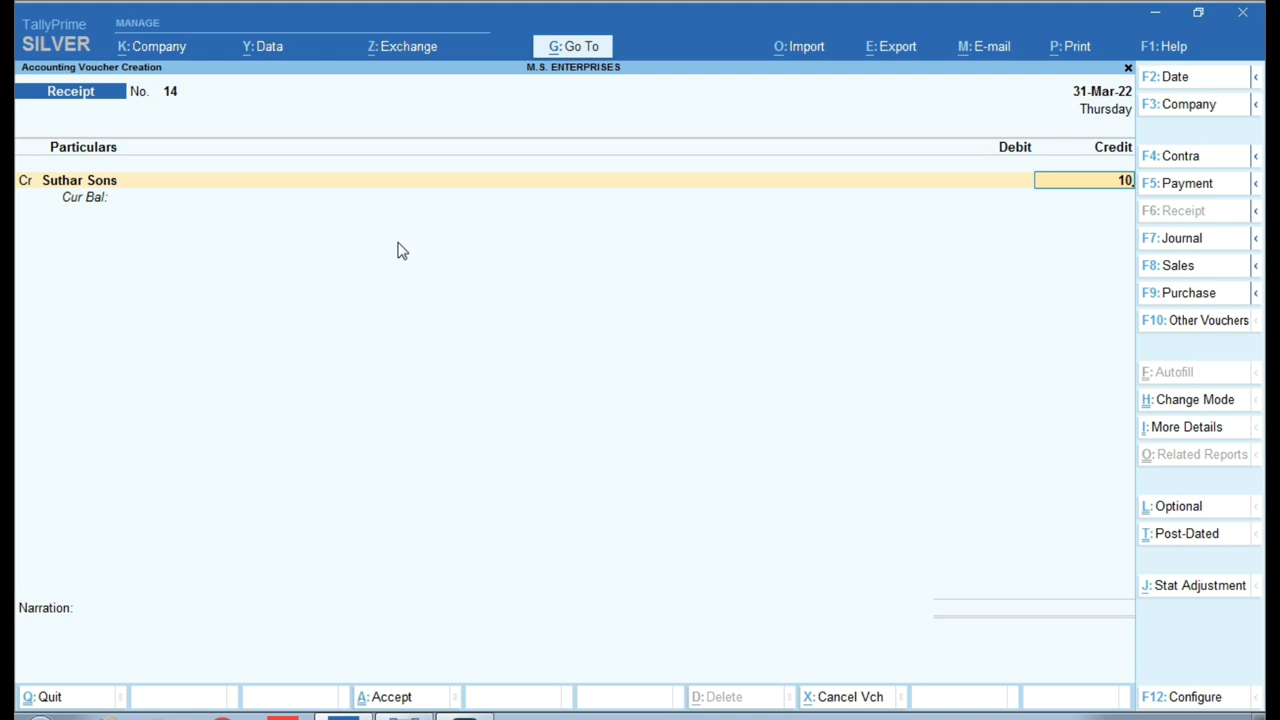 TallyPrime
SILVER
MANAGE
K: Company
Y: Data
Z: Exchange
G: Go To
O: Import
E: Export
M: E-mail
P: Print
F1: Help
Accounting Voucher Creation
M.S. ENTERPRISES
Receipt
No. 14
31-Mar-22
Thursday
Particulars
Debit
Credit
Cr Suthar Sons
10,
Cur Bal:
F2: Date
F3: Company
F4: Contra
F5: Payment
F6: Receipt
F7: Journal
F8: Sales
F9: Purchase
F10: Other Vouchers
F: Autofill
H: Change Mode
I: More Details
O: Related Reports
L: Optional
T: Post-Dated
J: Stat Adjustment
Narration:
Q: Quit
A: Accept
D: Delete
X: Cancel Vch
F12: Configure